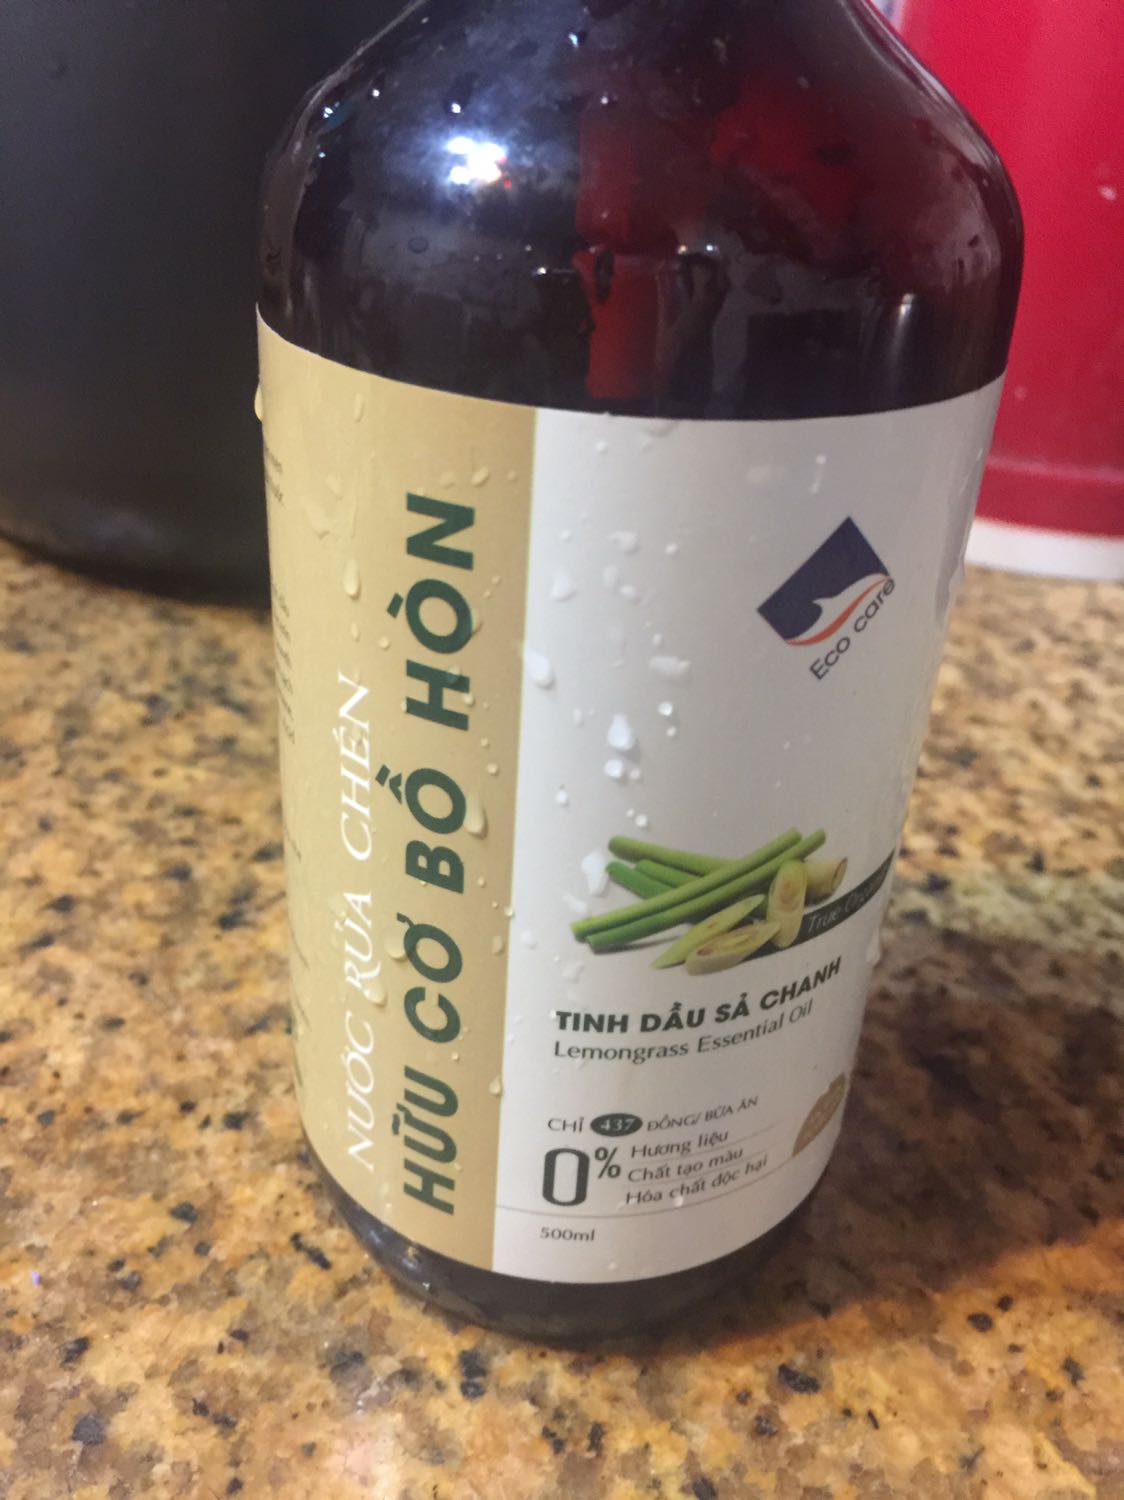 NƯỚC RỬA CHÉN
HỮU CƠ BỒ HÒN
Eco care
True
TINH DẦU SẢ CHANH
Lemongrass Essential Oil
CHỈ 437 ĐỒNG/ BỮA ĂN
0% Hương liệu
Chất tạo màu
Hóa chất độc hại
500ml